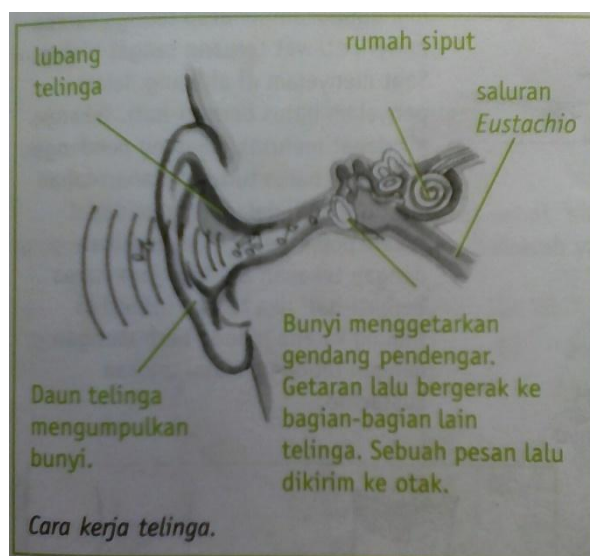 lubang
telinga
rumah siput
saluran
Eustachio
Daun telinga
mengumpulkan
bunyi.
Bunyi menggetarkan
gendang pendengar.
Getaran lalu bergerak ke
bagian-bagian lain
telinga. Sebuah pesan lalu
dikirim ke otak.
Cara kerja telinga.